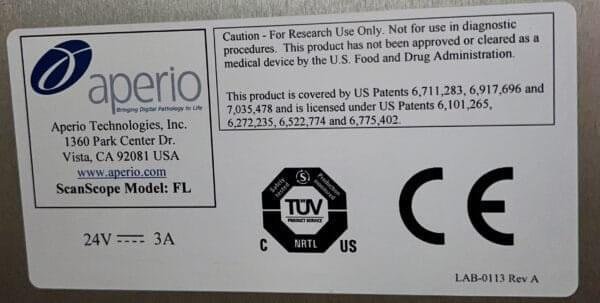 aperio
Bringing Digital Pathology to Life
Aperio Technologies, Inc.
1360 Park Center Dr.
Vista, CA 92081 USA
www.aperio.com
ScanScope Model: FL
Caution - For Research Use Only. Not for use in diagnostic
procedures. This product has not been approved or cleared as a
medical device by the U.S. Food and Drug Administration.
This product is covered by US Patents 6,711,283, 6,917,696 and
7,035,478 and is licensed under US Patents 6,101,265,
6,272,235, 6,522,774 and 6,775,402.
24V 3A
Safety tested
S
Production monitored
TÜV
PRODUCT SERVICE
C NRTL US
CE
LAB-0113 Rev A